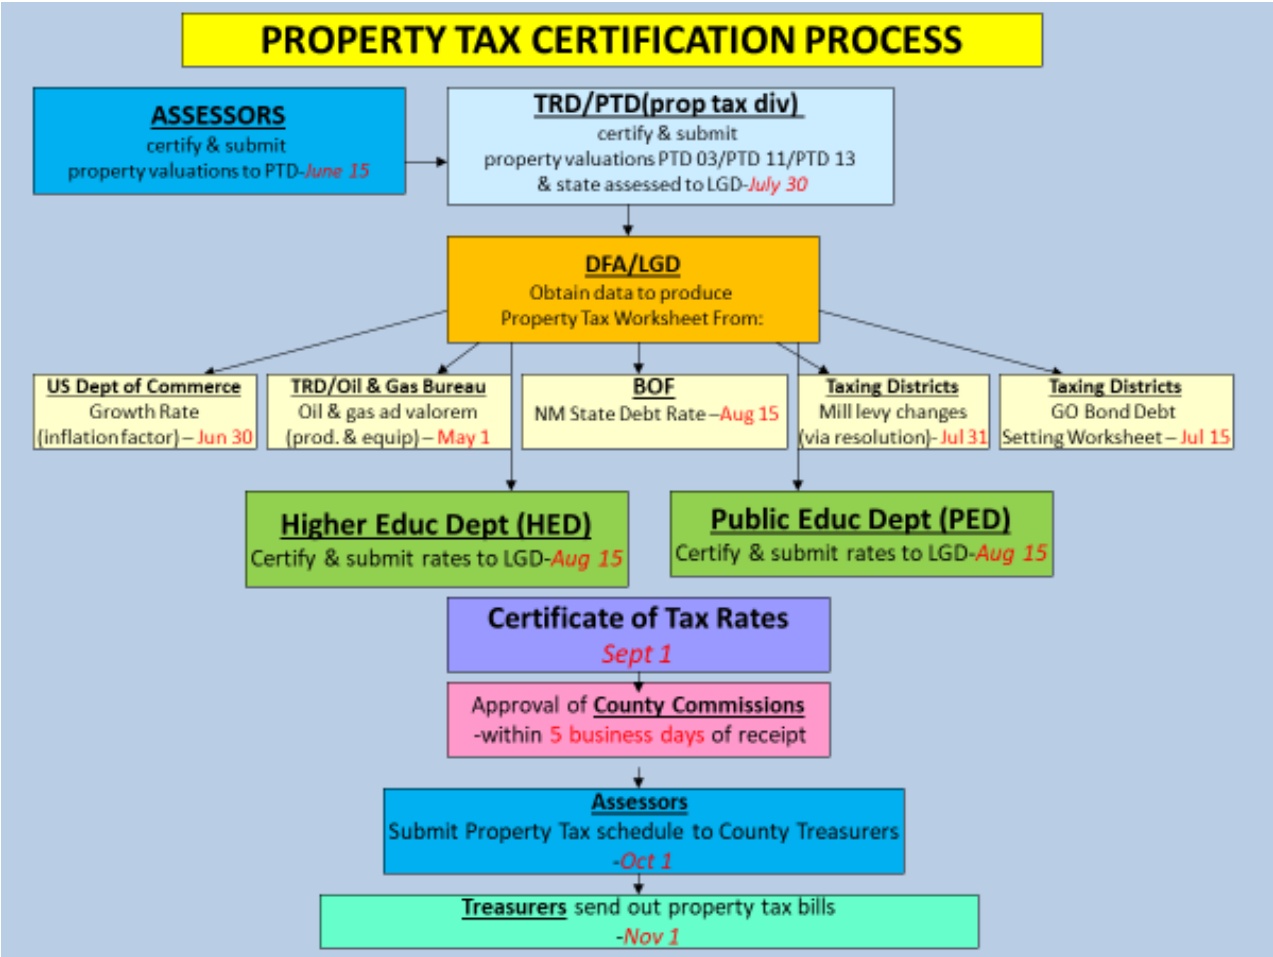 PROPERTY TAX CERTIFICATION PROCESS
ASSESSORS
certify & submit
property valuations to PTD-June 15
TRD/PTD(prop tax div)
certify & submit
property valuations PTD 03/PTD 11/PTD 13
& state assessed to LGD-July 30
DFA/LGD
Obtain data to produce
Property Tax Worksheet From:
US Dept of Commerce
Growth Rate
(inflation factor) – Jun 30
TRD/Oil & Gas Bureau
Oil & gas ad valorem
(prod. & equip) – May 1
BOF
NM State Debt Rate –Aug 15
Taxing Districts
Mill levy changes
(via resolution)- Jul 31
Taxing Districts
GO Bond Debt
Setting Worksheet – Jul 15
Higher Educ Dept (HED)
Certify & submit rates to LGD-Aug 15
Public Educ Dept (PED)
Certify & submit rates to LGD-Aug 15
Certificate of Tax Rates
Sept 1
Approval of County Commissions
-within 5 business days of receipt
Assessors
Submit Property Tax schedule to County Treasurers
-Oct 1
Treasurers send out property tax bills
-Nov 1